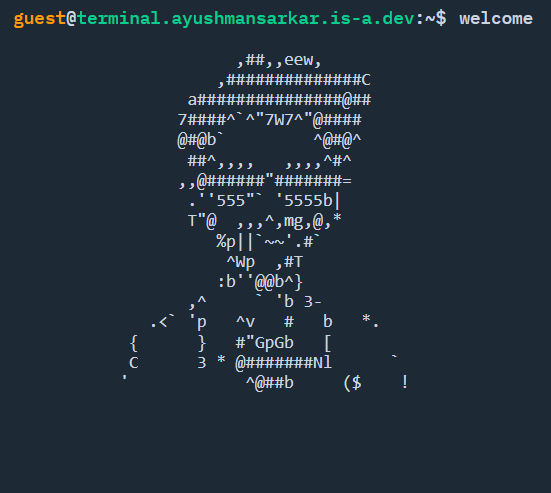 guest@terminal.ayushmansarkar.is-a.dev:~$ welcome
            ,##,,eew,
          ,##############C
       a###############@##
      7####^`^"7W7^"@####
      @#@b`         ^@#@^
       ##^,,,,   ,,,,^#^
      ,,@######"#######=
       .''555"` '5555b|
       T"@  ,,,^,mg,@,*
          %p||`~~'.#`
           ^Wp  ,#T
          :b''@@b^}
       ,^     ` 'b 3-
   .<` 'p   ^v   #   b   *.
 {      }   #"GpGb   [
 C      3 * @#######Nl      `
'            ^@##b     ($    !